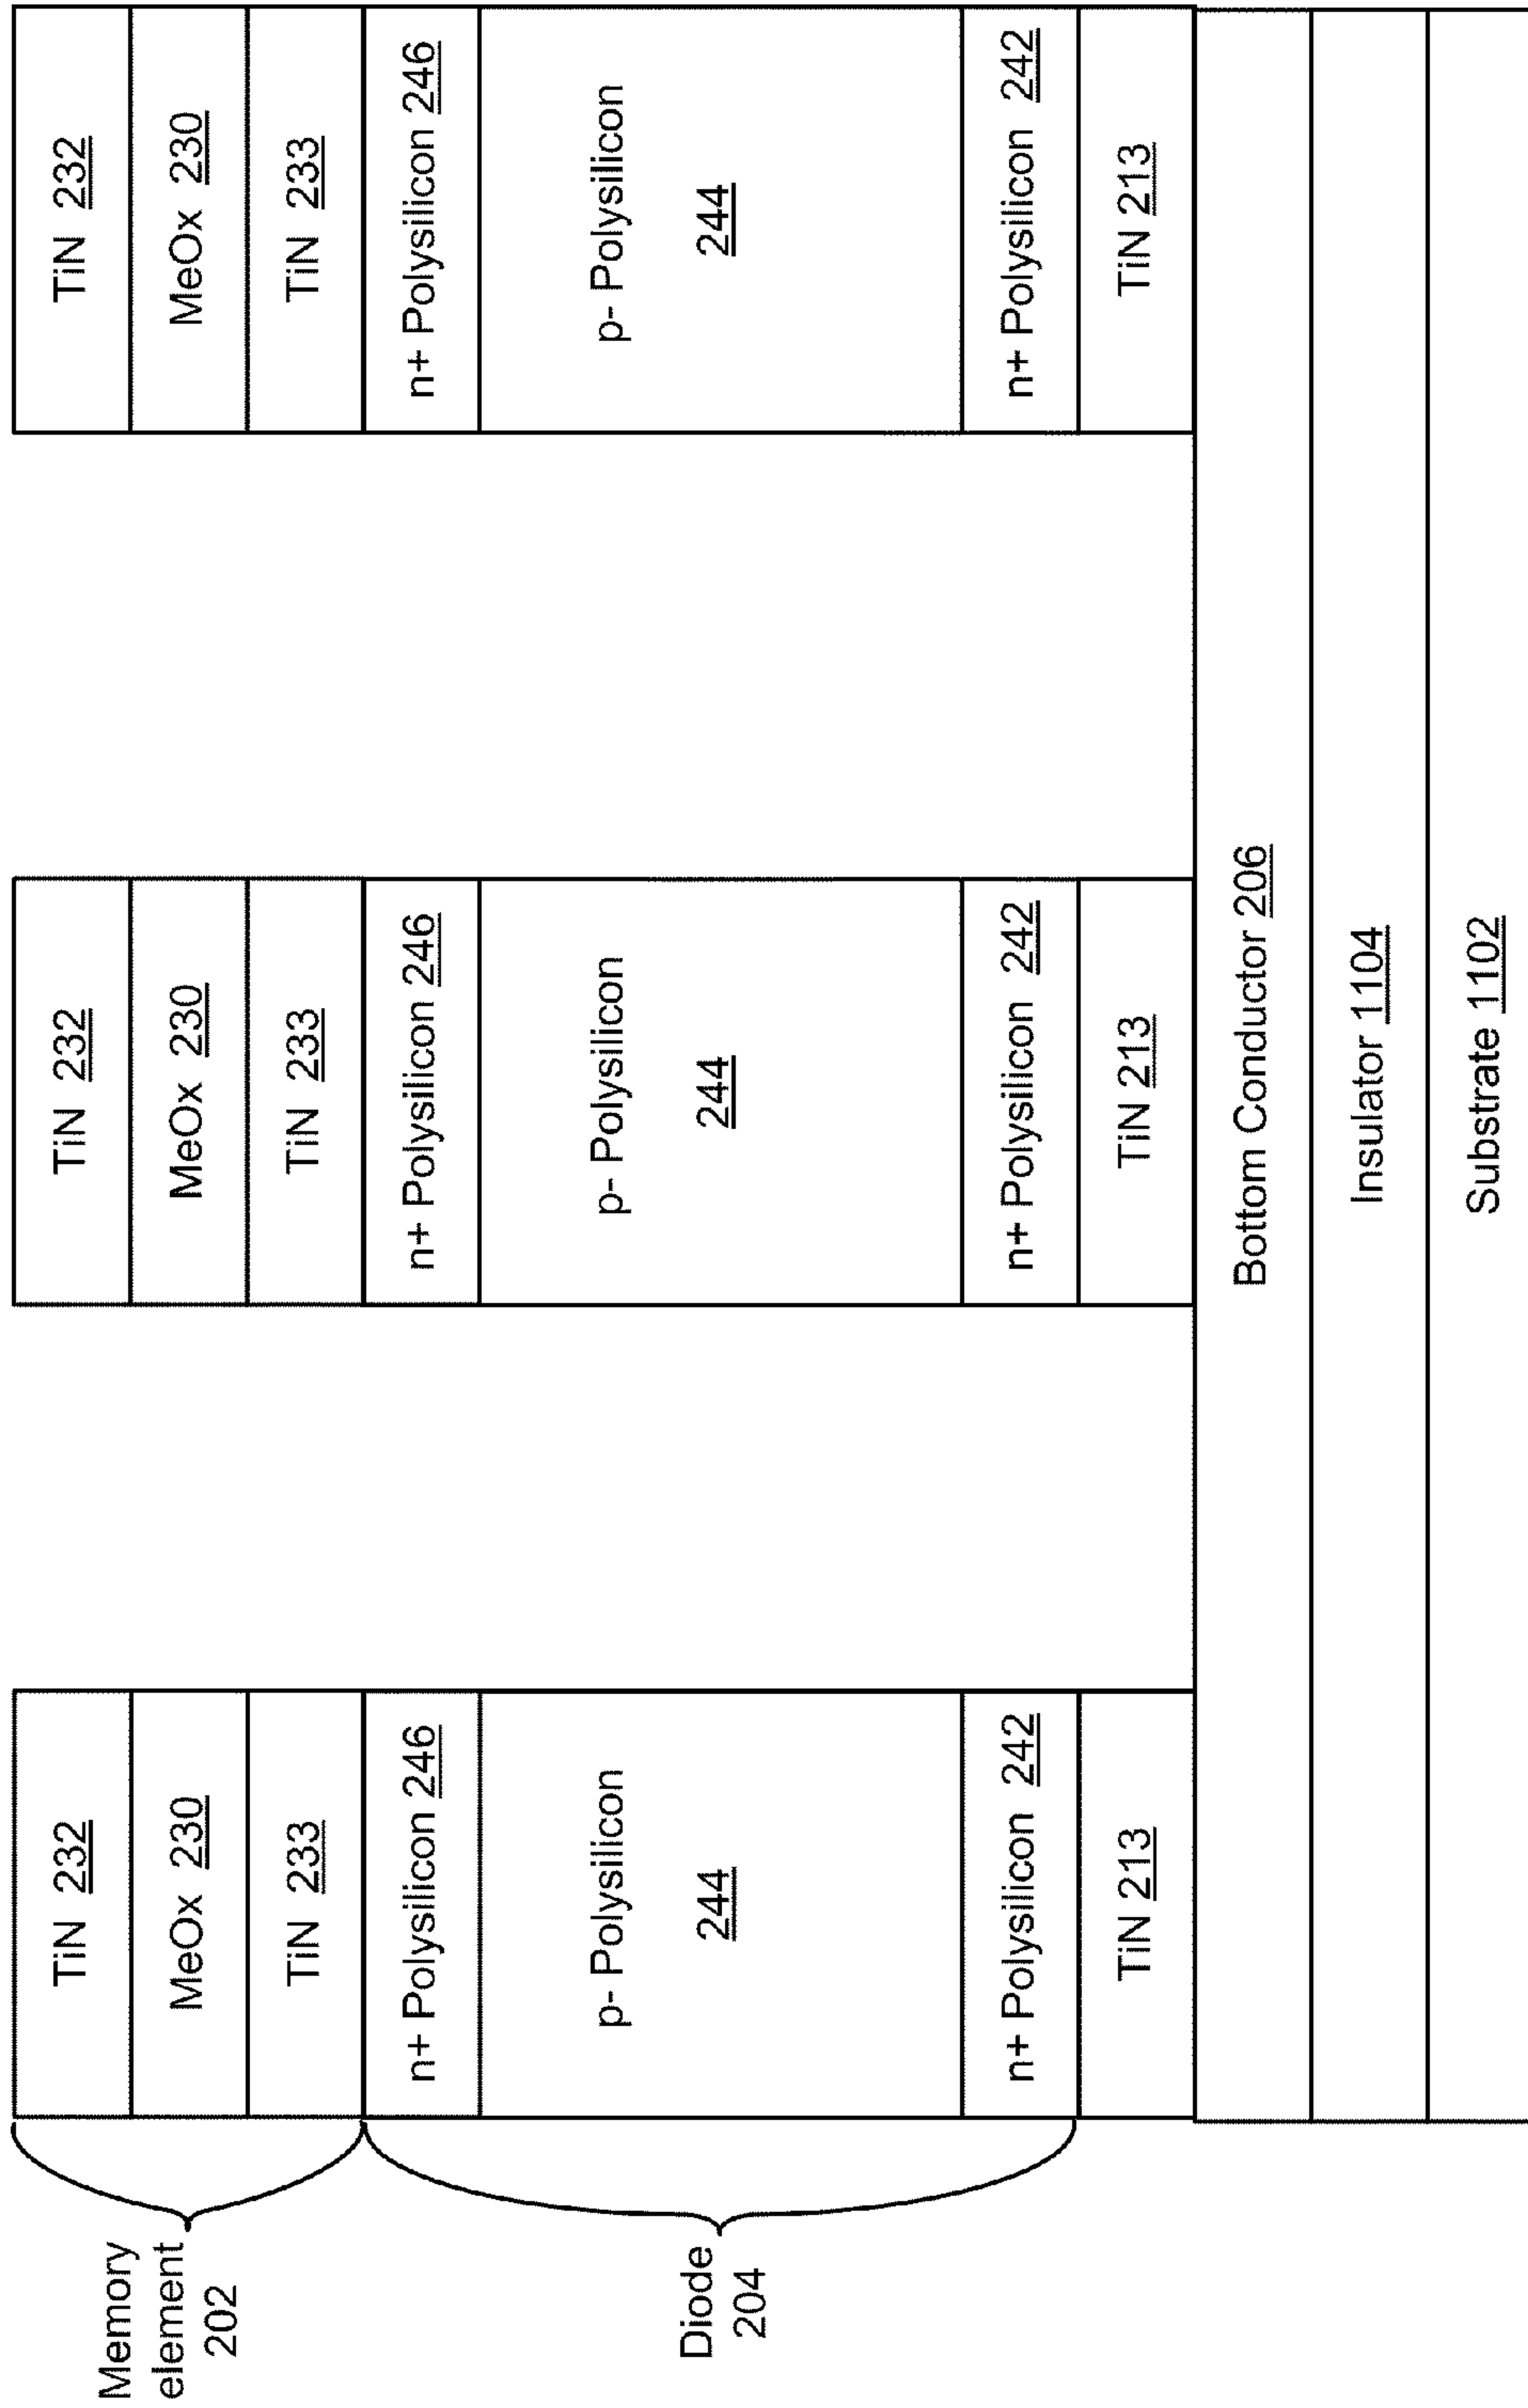 Memory
element
202
Diode
204
TiN 232
MeOx 230
TiN 233
n+ Polysilicon 246
p- Polysilicon
244
n+ Polysilicon 242
TiN 213
TiN 232
MeOx 230
TiN 233
n+ Polysilicon 246
p- Polysilicon
244
n+ Polysilicon 242
TiN 213
TiN 232
MeOx 230
TiN 233
n+ Polysilicon 246
p- Polysilicon
244
n+ Polysilicon 242
TiN 213
Bottom Conductor 206
Insulator 1104
Substrate 1102